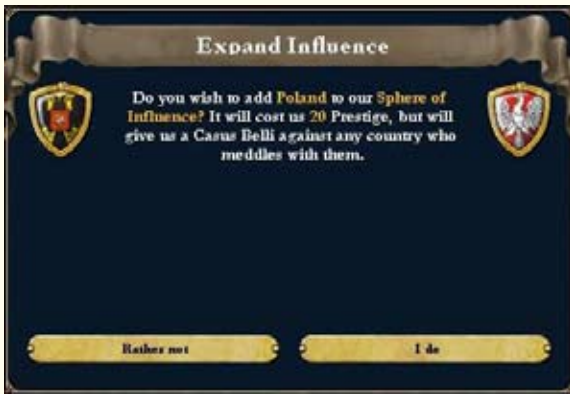 Expand Influence
Do you wish to add Poland to our Sphere of
Influence? It will cost us 20 Prestige, but will
give us a Casus Belli against any country who
meddles with them.
Rather not
I do